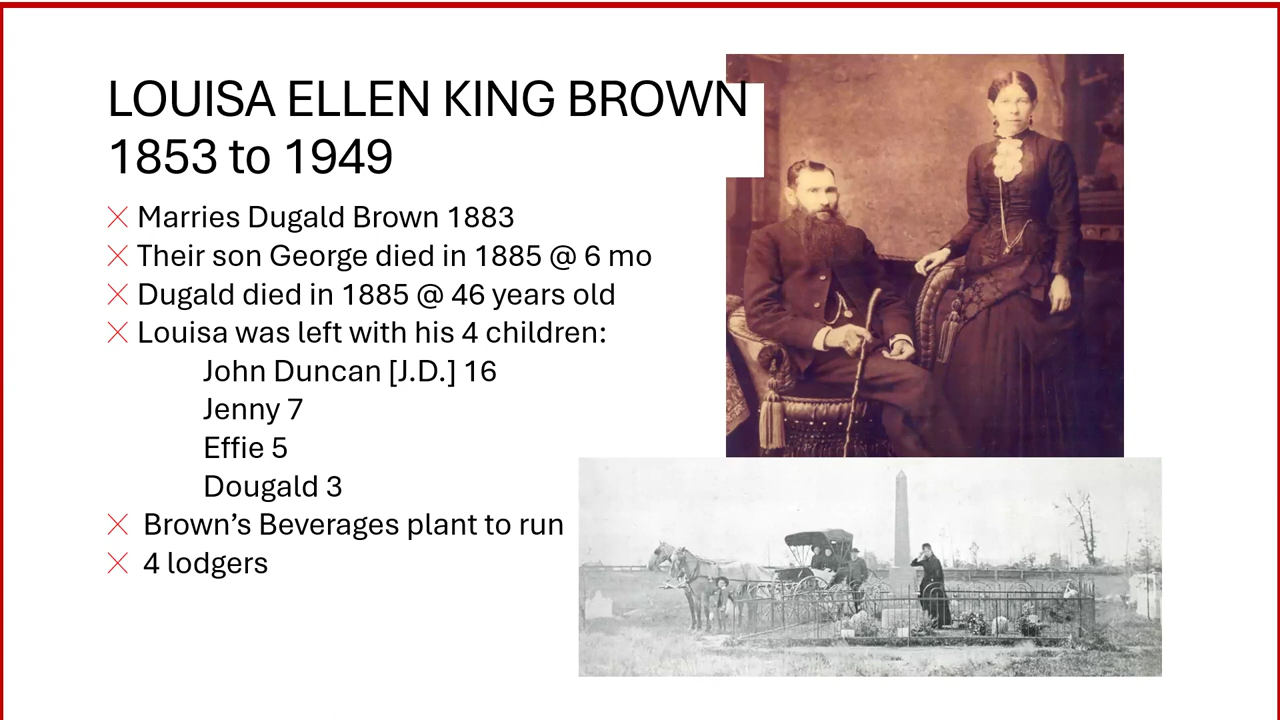 LOUISA ELLEN KING BROWN
1853 to 1949
Marries Dugald Brown 1883
Their son George died in 1885 @ 6 mo
Dugald died in 1885 @ 46 years old
Louisa was left with his 4 children:
John Duncan [J.D.] 16
Jenny 7
Effie 5
Dougald 3
Brown’s Beverages plant to run
4 lodgers